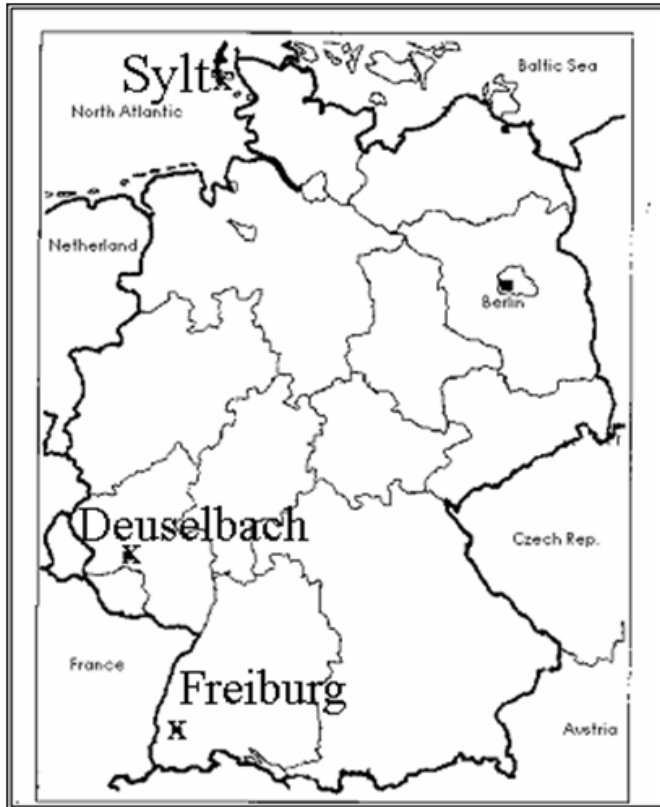 Sylt
x
Baltic Sea
North Atlantic
Netherland
Berlin
Deuselbach
x
Czech Rep.
France
Freiburg
x
Austria